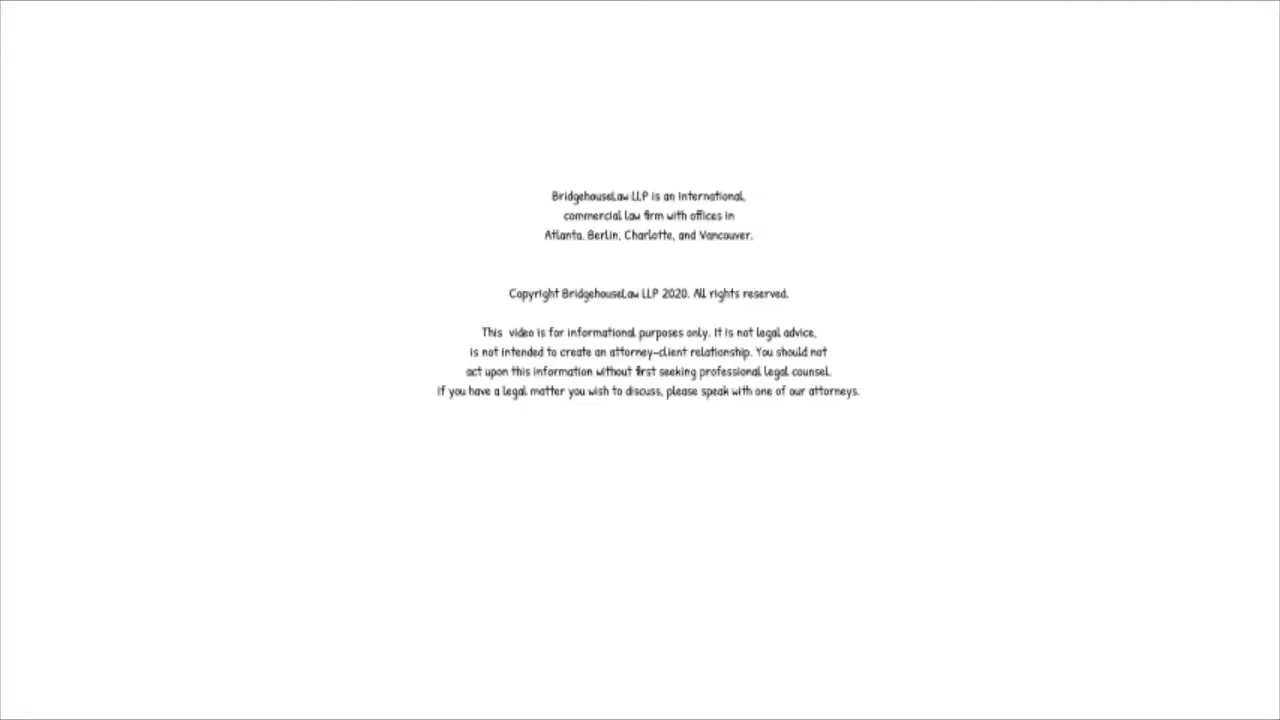 BridgehouseLaw LLP is an international,
commercial law firm with offices in
Atlanta, Berlin, Charlotte, and Vancouver.
Copyright BridgehouseLaw LLP 2020. All rights reserved.
This video is for informational purposes only. It is not legal advice,
is not intended to create an attorney-client relationship. You should not
act upon this information without first seeking professional legal counsel.
If you have a legal matter you wish to discuss, please speak with one of our attorneys.